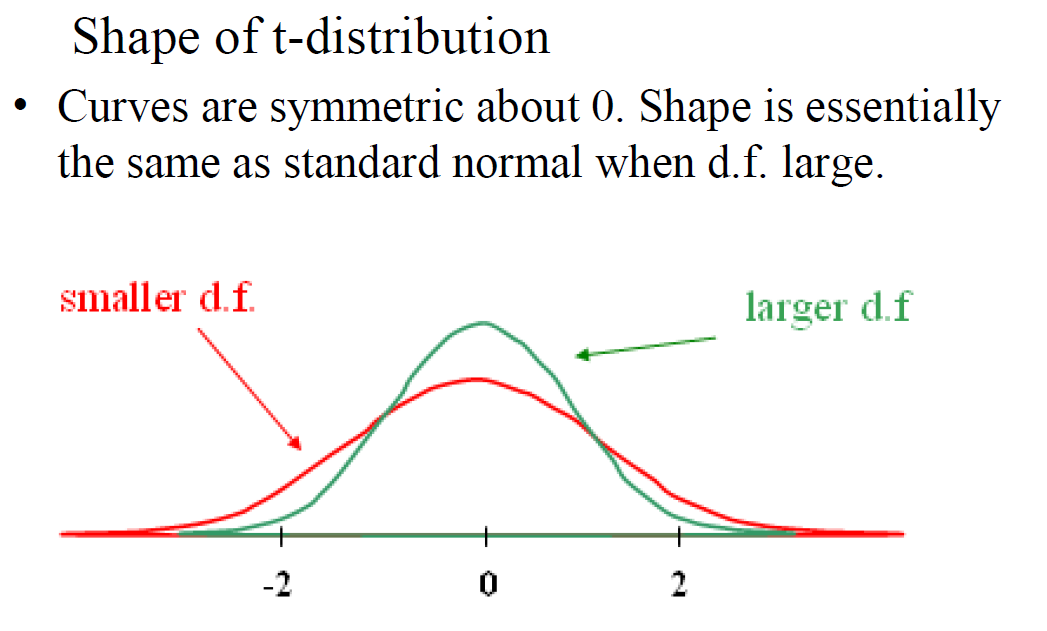 Shape of t-distribution
• Curves are symmetric about 0. Shape is essentially
the same as standard normal when d.f. large.
smaller d.f.
larger d.f
-2 0 2